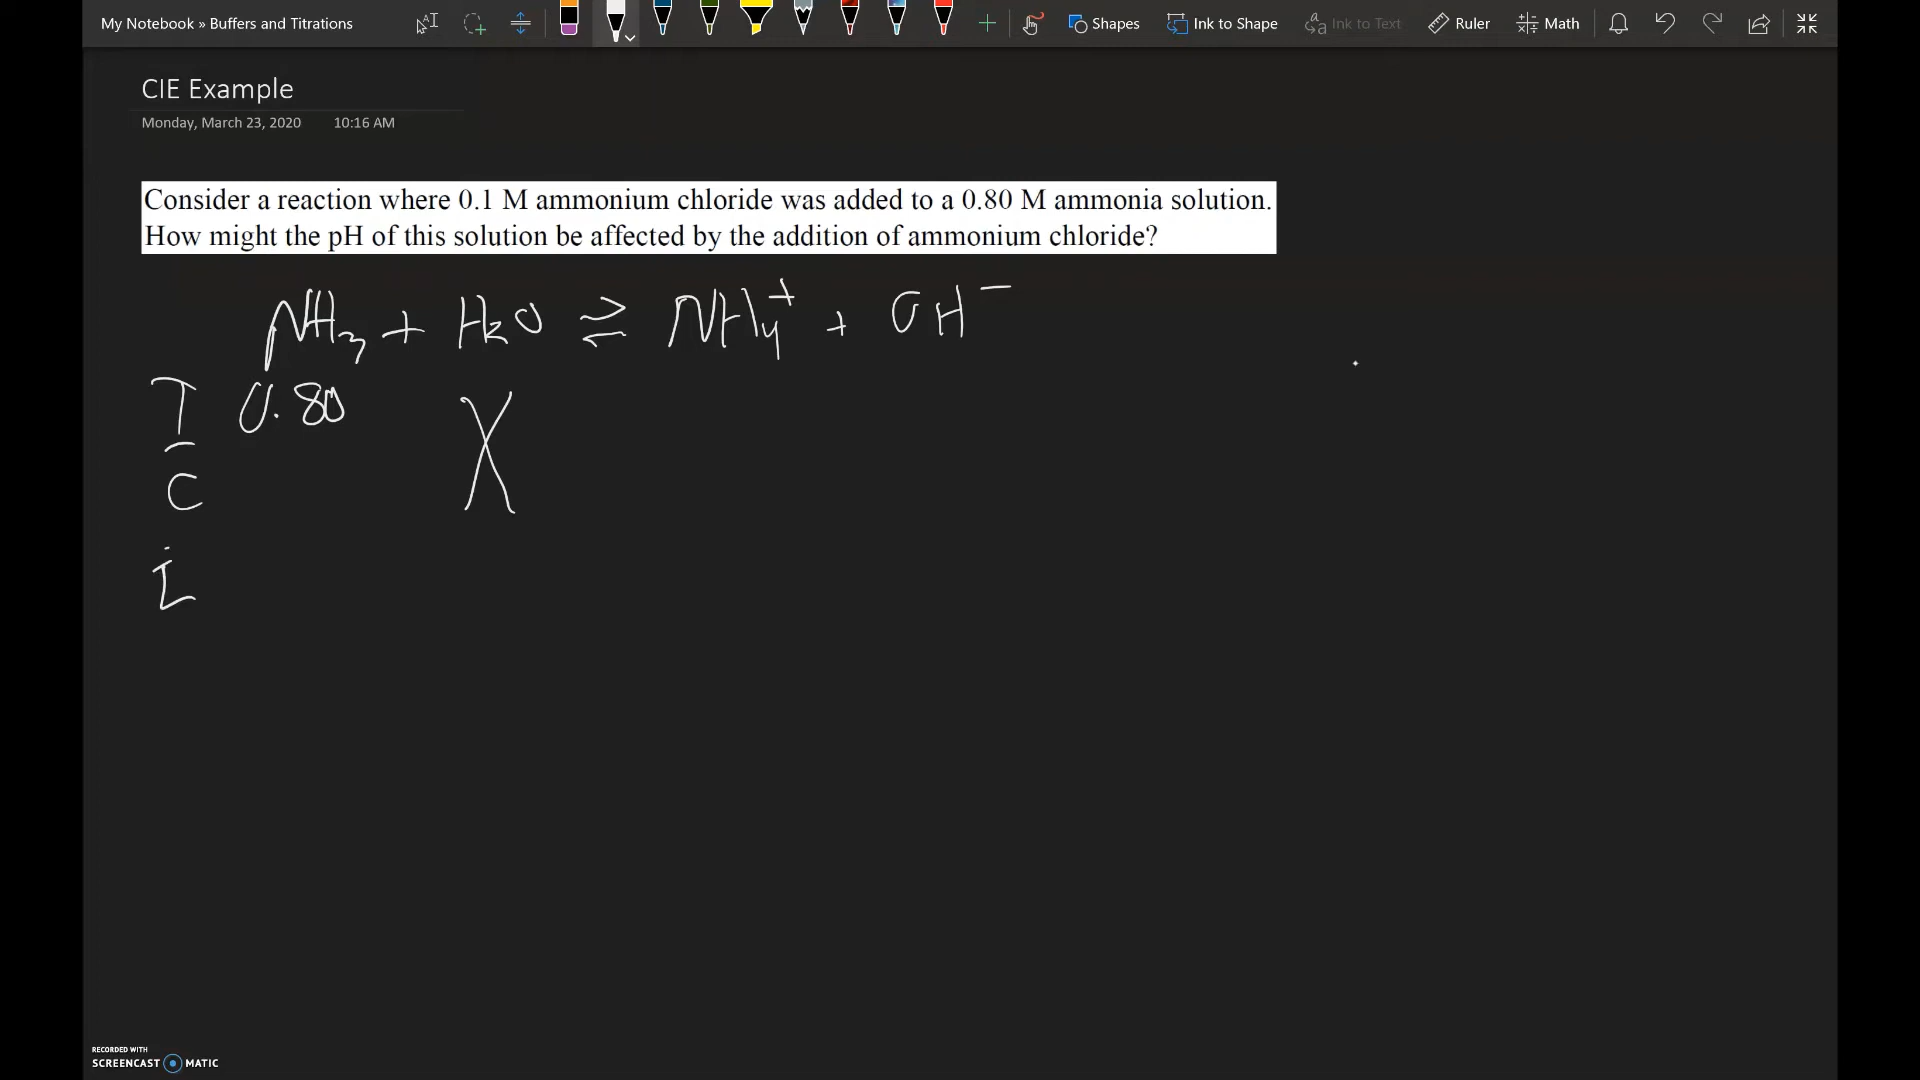 My Notebook » Buffers and Titrations
Shapes Ink to Shape Ink to Text Ruler Math
CIE Example
Monday, March 23, 2020 10:16 AM
Consider a reaction where 0.1 M ammonium chloride was added to a 0.80 M ammonia solution.
How might the pH of this solution be affected by the addition of ammonium chloride?
NH₃ + H₂O ⇌ NH₄⁺ + OH⁻
I 0.80 X
C
E
RECORDED WITH
SCREENCAST MATIC